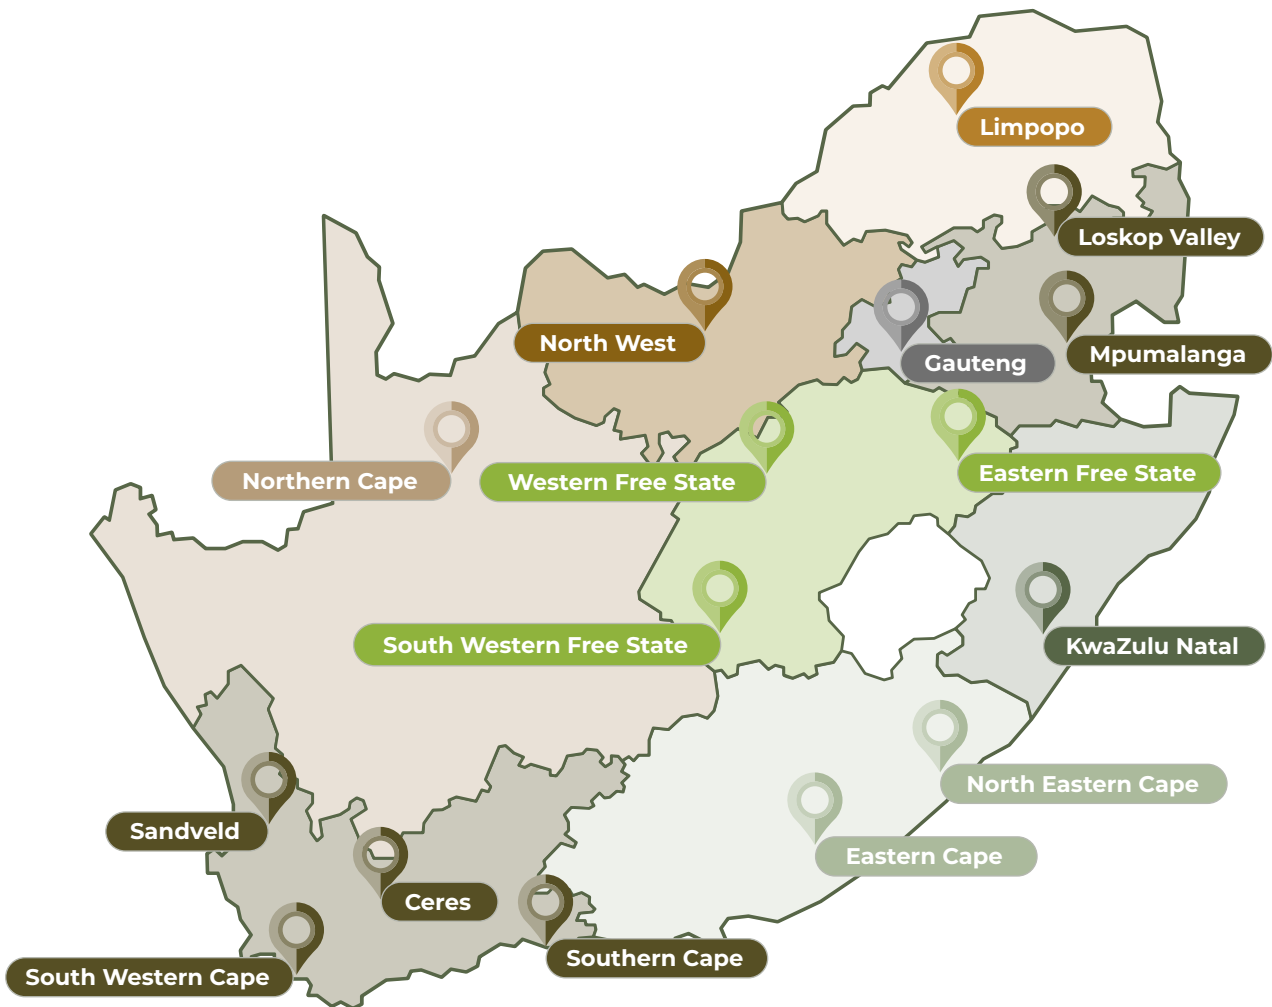 Limpopo
Loskop Valley
North West
Mpumalanga
Gauteng
Northern Cape
Western Free State
Eastern Free State
South Western Free State
KwaZulu Natal
North Eastern Cape
Sandveld
Eastern Cape
Ceres
Southern Cape
South Western Cape